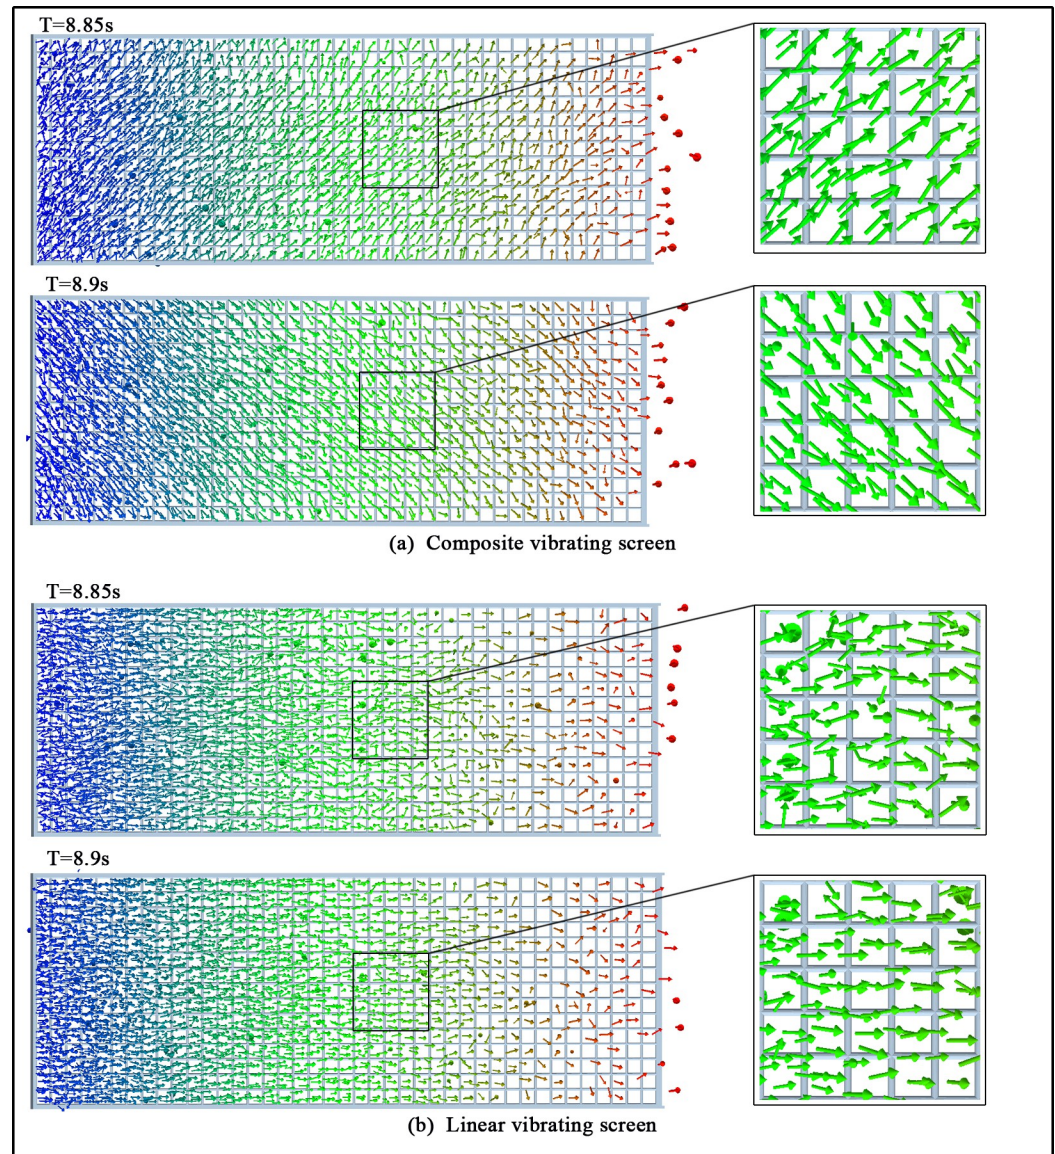 T=8.85s
T=8.9s
(a) Composite vibrating screen
T=8.85s
T=8.9s
(b) Linear vibrating screen